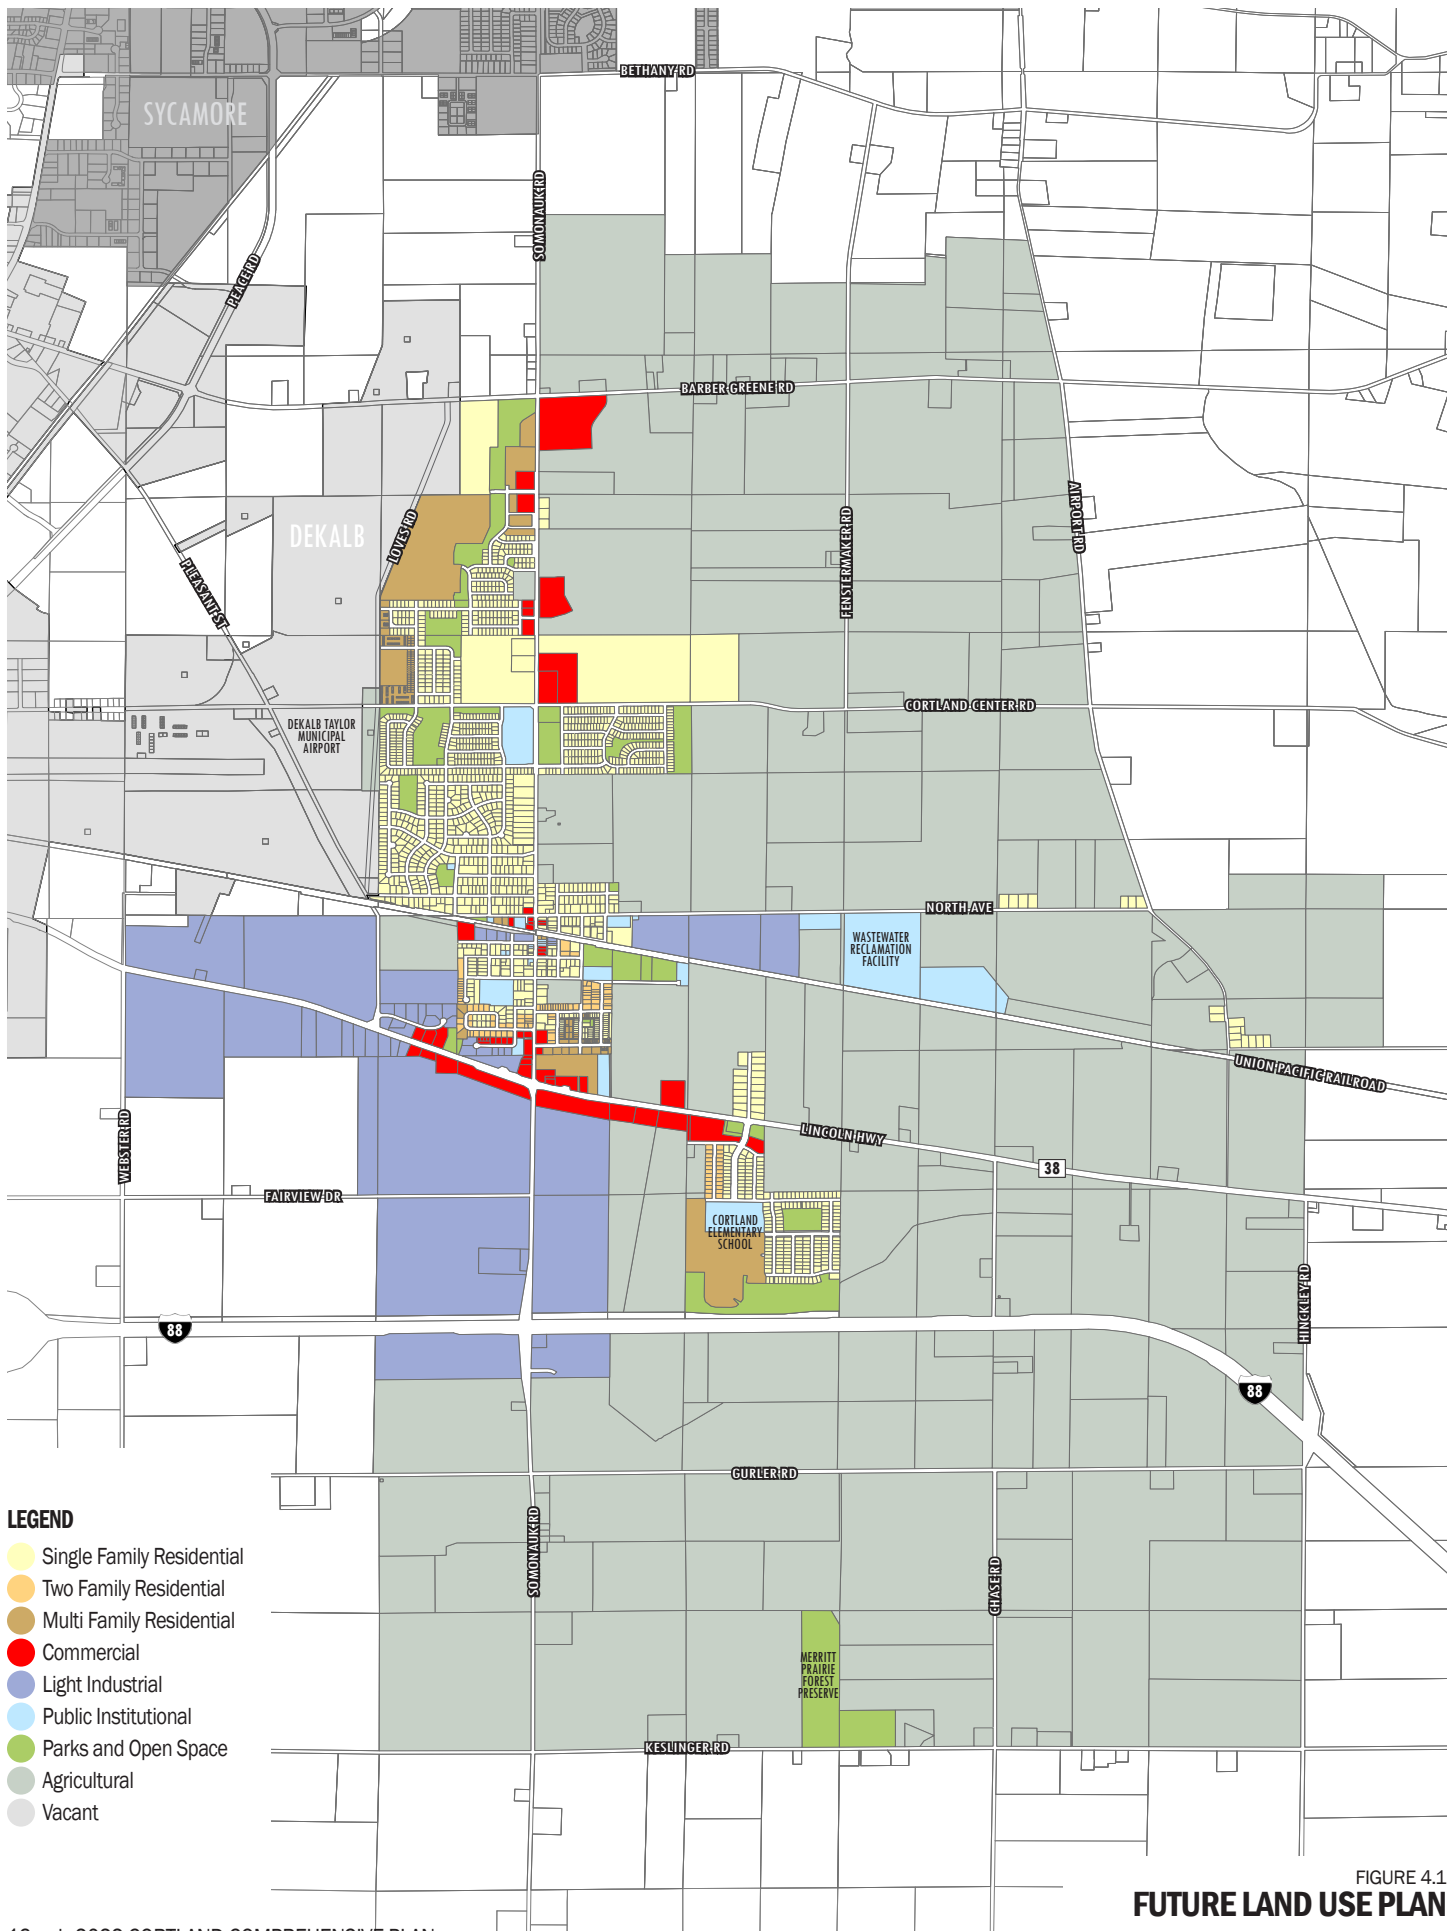 BETHANY RD
SYCAMORE
SOMONAUK RD
PEACE RD
BARBER GREENE RD
DEKALB
LOVES RD
AIRPORT RD
FENSTERMAKER RD
PLEASANT ST
CORTLAND CENTER RD
DEKALB TAYLOR
MUNICIPAL
AIRPORT
NORTH AVE
WASTEWATER
RECLAMATION
FACILITY
UNION PACIFIC RAILROAD
WEBSTER RD
LINCOLN HWY
38
FAIRVIEW DR
CORTLAND
ELEMENTARY
SCHOOL
HINCKLEY RD
88
88
GURLER RD
SOMONAUK RD
CHASE RD
MERRITT
PRAIRIE
FOREST
PRESERVE
KESLINGER RD
LEGEND
Single Family Residential
Two Family Residential
Multi Family Residential
Commercial
Light Industrial
Public Institutional
Parks and Open Space
Agricultural
Vacant
FIGURE 4.1
FUTURE LAND USE PLAN
CORTLAND COMPREHENSIVE PLAN